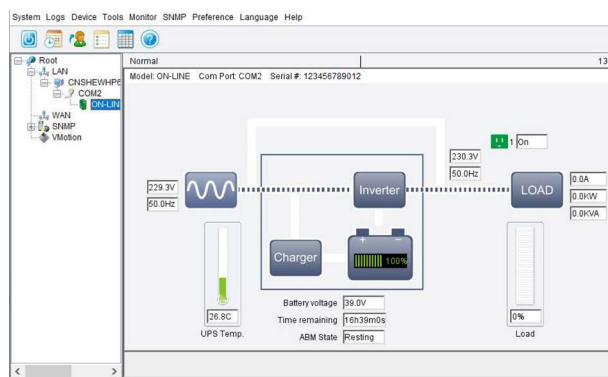 System Logs Device Tools Monitor SNMP Preference Language Help
Root
LAN
CNSHEWHP6
COM2
ON-LIN
WAN
SNMP
VMotion
Normal
13
Model: ON-LINE Com Port: COM2 Serial #: 123456789012
229.3V
50.0Hz
Inverter
Charger
100%
230.3V
50.0Hz
1 On
LOAD
0.0A
0.0KW
0.0KVA
26.8C
UPS Temp.
Battery voltage 39.0V
Time remaining 16h39m0s
ABM State Resting
0%
Load